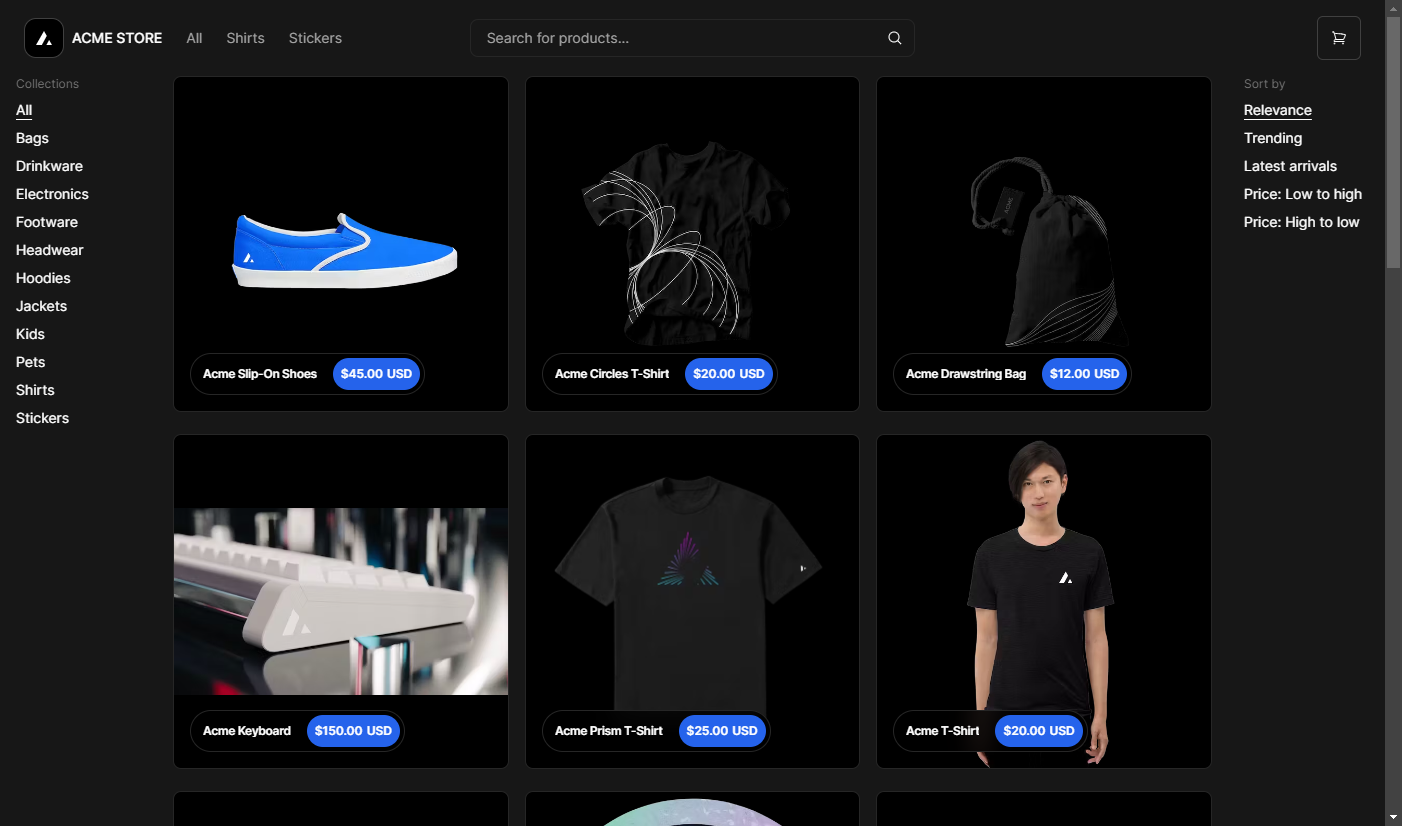 ACME STORE
All
Shirts
Stickers
Search for products...
Collections
All
Bags
Drinkware
Electronics
Footware
Headwear
Hoodies
Jackets
Kids
Pets
Shirts
Stickers
Acme Slip-On Shoes $45.00 USD
Acme Circles T-Shirt $20.00 USD
ACME
Acme Drawstring Bag $12.00 USD
Acme Keyboard $150.00 USD
Acme Prism T-Shirt $25.00 USD
Acme T-Shirt $20.00 USD
Sort by
Relevance
Trending
Latest arrivals
Price: Low to high
Price: High to low